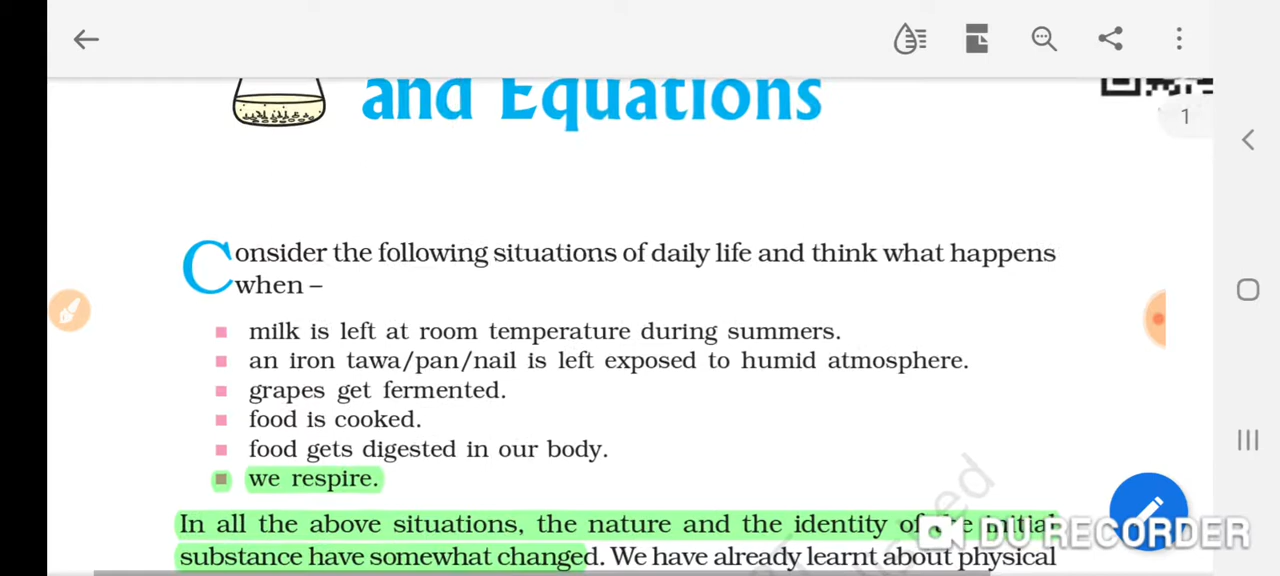 and Equations
1
Consider the following situations of daily life and think what happens
when –
milk is left at room temperature during summers.
an iron tawa/pan/nail is left exposed to humid atmosphere.
grapes get fermented.
food is cooked.
food gets digested in our body.
we respire.
In all the above situations, the nature and the identity of the initial
substance have somewhat changed. We have already learnt about physical
DU RECORDER